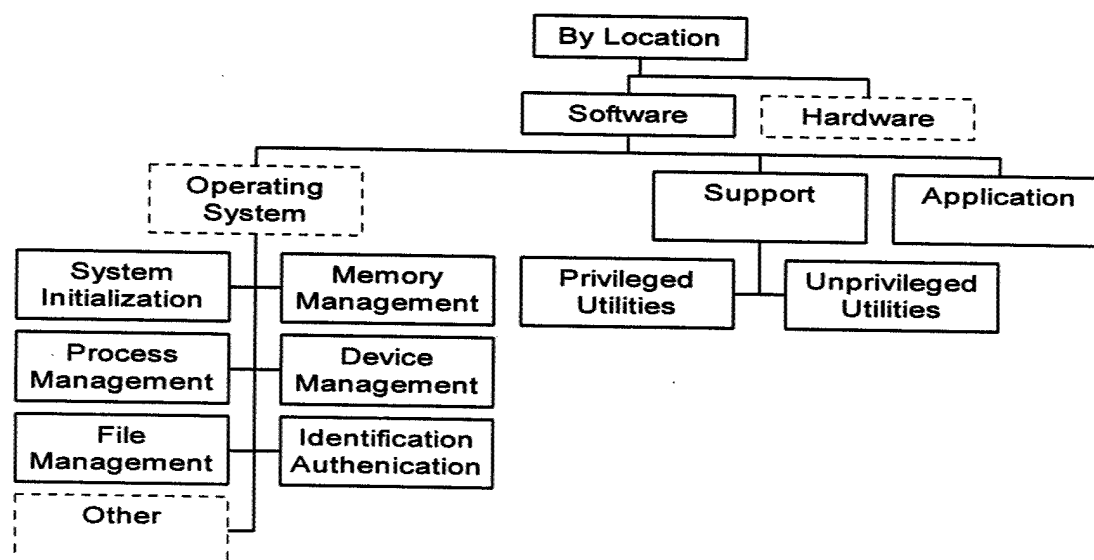 By Location
Software
Hardware
Operating
System
Support
Application
System
Initialization
Memory
Management
Privileged
Utilities
Unprivileged
Utilities
Process
Management
Device
Management
File
Management
Identification
Authenication
Other